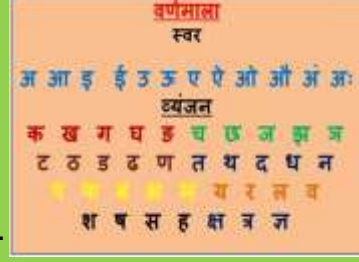 वर्णमाला
स्वर
अ आ इ ई उ ऊ ए ऐ ओ औ अं अः
व्यंजन
क ख ग घ ङ च छ ज झ ञ
ट ठ ड ढ ण त थ द ध न
प फ ब भ म य र ल व
श ष स ह क्ष त्र ज्ञ